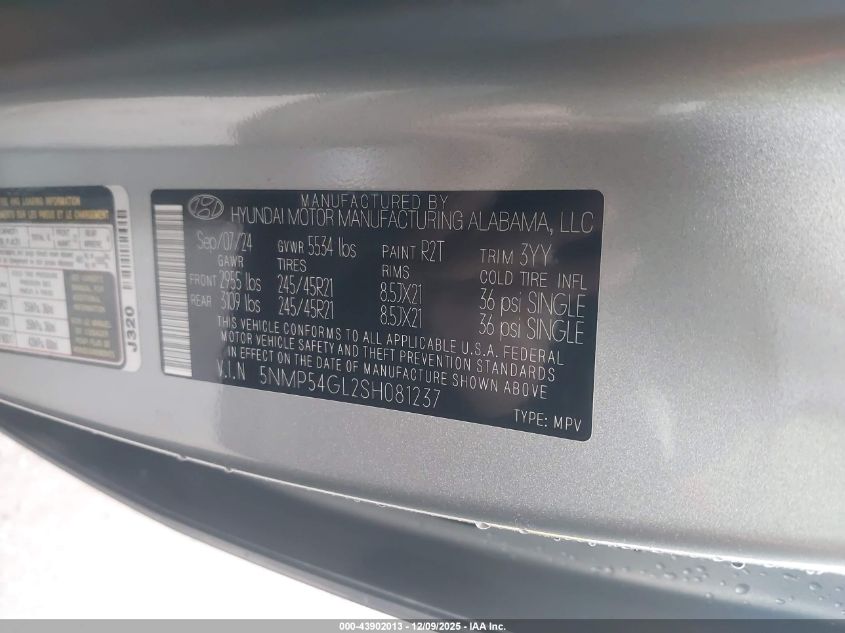 MANUFACTURED BY
HYUNDAI MOTOR MANUFACTURING ALABAMA, LLC
Sep/07/24 GVWR 5534 lbs PAINT R2T TRIM 3YY
GAWR TIRES RIMS COLD TIRE INFL
FRONT 2955 lbs 245/45R21 8.5JX21 36 psi SINGLE
REAR 3109 lbs 245/45R21 8.5JX21 36 psi SINGLE
THIS VEHICLE CONFORMS TO ALL APPLICABLE U.S.A. FEDERAL
MOTOR VEHICLE SAFETY AND THEFT PREVENTION STANDARDS
IN EFFECT ON THE DATE OF MANUFACTURE SHOWN ABOVE
V.I.N 5NMP54GL2SH081237
TYPE: MPV
J320
000-43902013 - 12/09/2025 - IAA Inc.